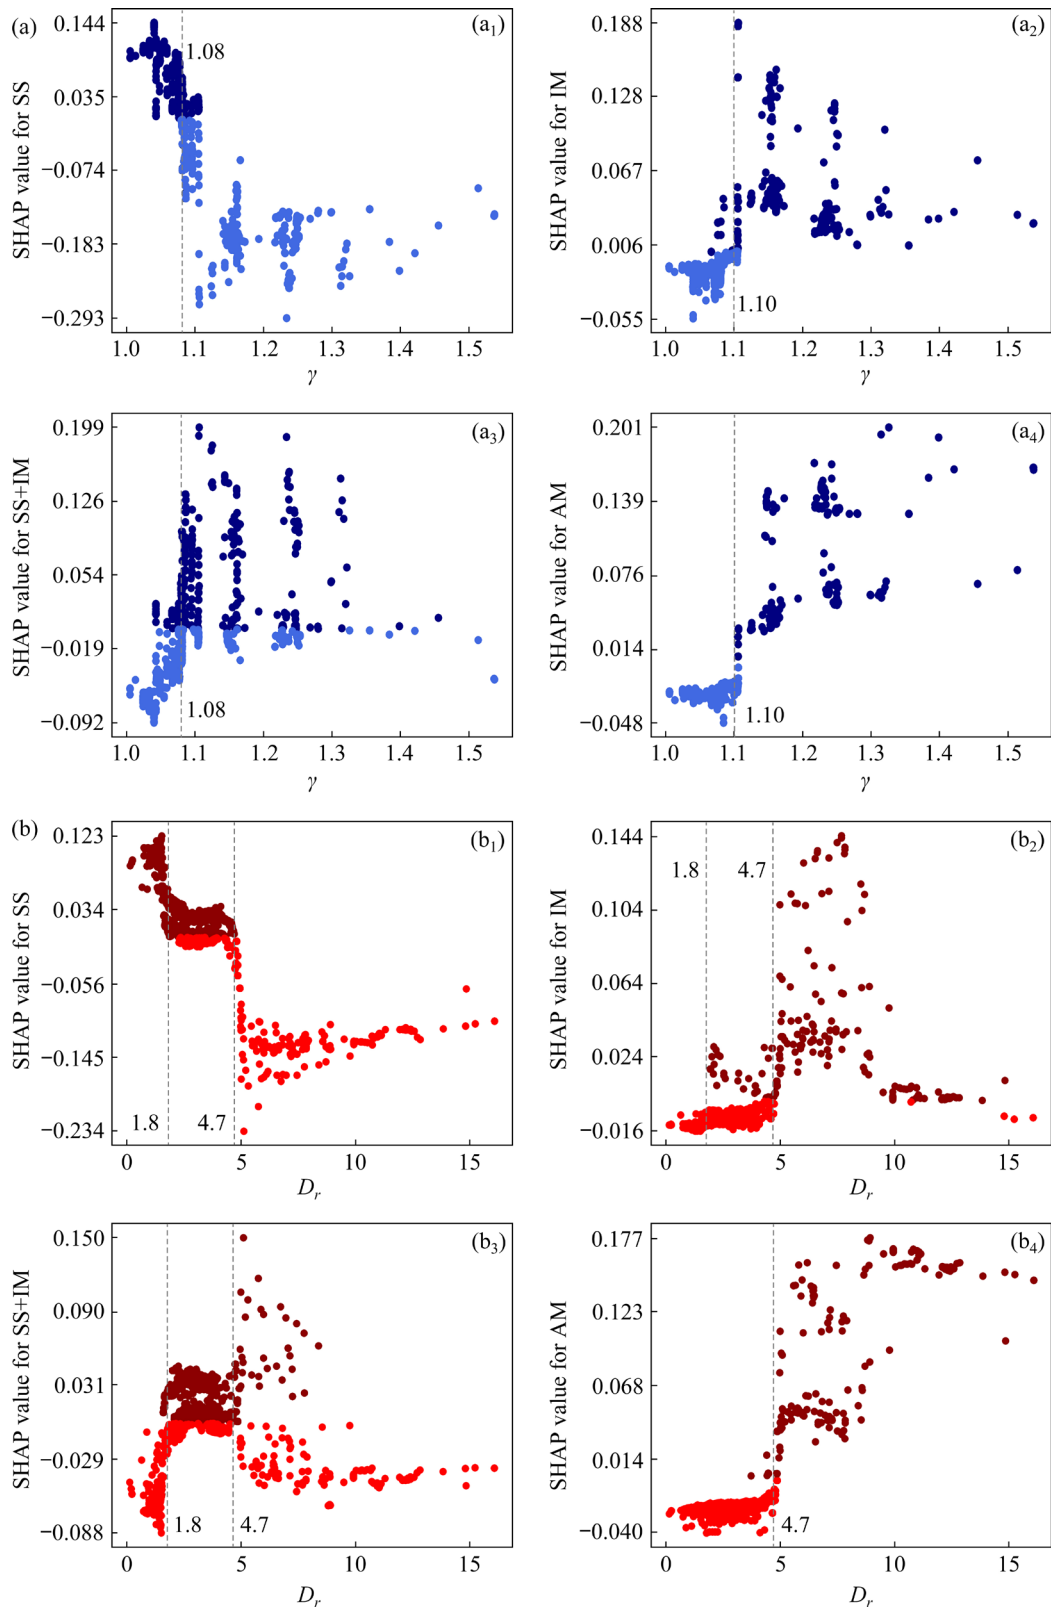 (a)
(a1)
SHAP value for SS
0.144
0.035
−0.074
−0.183
−0.293
1.08
1.0 1.1 1.2 1.3 1.4 1.5
γ
(a2)
SHAP value for IM
0.188
0.128
0.067
0.006
−0.055
1.10
1.0 1.1 1.2 1.3 1.4 1.5
γ
(a3)
SHAP value for SS+IM
0.199
0.126
0.054
−0.019
−0.092
1.08
1.0 1.1 1.2 1.3 1.4 1.5
γ
(a4)
SHAP value for AM
0.201
0.139
0.076
0.014
−0.048
1.10
1.0 1.1 1.2 1.3 1.4 1.5
γ
(b)
(b1)
SHAP value for SS
0.123
0.034
−0.056
−0.145
−0.234
1.8 4.7
0 5 10 15
Dr
(b2)
SHAP value for IM
0.144
0.104
0.064
0.024
−0.016
1.8 4.7
0 5 10 15
Dr
(b3)
SHAP value for SS+IM
0.150
0.090
0.031
−0.029
−0.088
1.8 4.7
0 5 10 15
Dr
(b4)
SHAP value for AM
0.177
0.123
0.068
0.014
−0.040
4.7
0 5 10 15
Dr